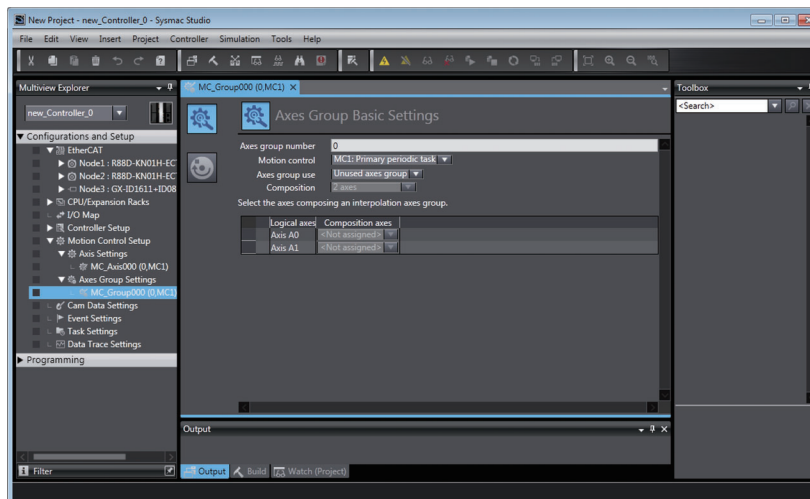 New Project - new_Controller_0 - Sysmac Studio
File Edit View Insert Project Controller Simulation Tools Help
Multiview Explorer
new_Controller_0
Configurations and Setup
EtherCAT
Node1 : R88D-KN01H-EC
Node2 : R88D-KN01H-EC
Node3 : GX-ID1611+ID08
CPU/Expansion Racks
I/O Map
Controller Setup
Motion Control Setup
Axis Settings
MC_Axis000 (0,MC1)
Axes Group Settings
MC_Group000 (0,MC1)
Cam Data Settings
Event Settings
Task Settings
Data Trace Settings
Programming
Filter
MC_Group000 (0,MC1)
Axes Group Basic Settings
Axes group number 0
Motion control MC1: Primary periodic task
Axes group use Unused axes group
Composition 2 axes
Select the axes composing an interpolation axes group.
Logical axes Composition axes
Axis A0 <Not assigned>
Axis A1 <Not assigned>
Output
Output Build Watch (Project)
Toolbox
<Search>